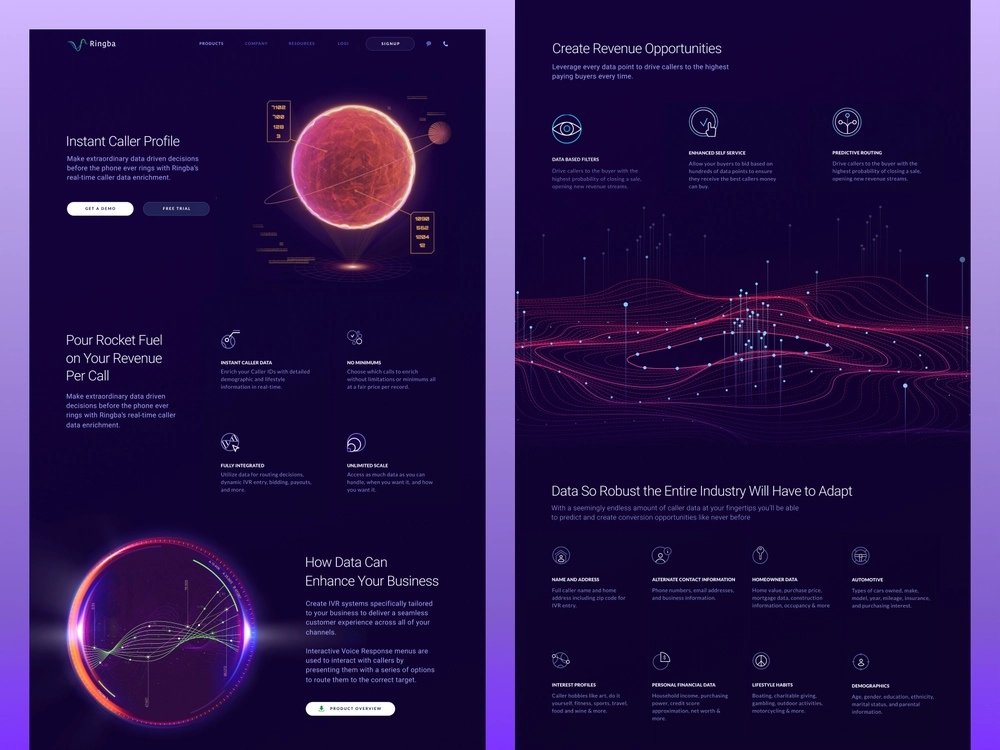 Ringba
PRODUCTS
COMPANY
RESOURCES
LOGI
SIGNUP
Instant Caller Profile
Make extraordinary data driven decisions
before the phone ever rings with Ringba's
real-time caller data enrichment.
GET A DEMO
FREE TRIAL
7102
700
120
3
1090
560
1204
10
Pour Rocket Fuel
on Your Revenue
Per Call
Make extraordinary data driven
decisions before the phone ever
rings with Ringba's real-time caller
data enrichment.
INSTANT CALLER DATA
Enrich your Caller IDs with detailed
demographic and lifestyle
information in real-time.
NO MINIMUMS
Choose which calls to enrich
without limitations or minimums all
at a fair price per record.
FULLY INTEGRATED
Utilize data for routing decisions,
dynamic IVR entry, bidding, payouts,
and more.
UNLIMITED SCALE
Access as much data as you can
handle, when you want it, and how
you want it.
How Data Can
Enhance Your Business
Create IVR systems specifically tailored
to your business to deliver a seamless
customer experience across all of your
channels.
Interactive Voice Response menus are
used to interact with callers by
presenting them with a series of options
to route them to the correct target.
PRODUCT OVERVIEW
Create Revenue Opportunities
Leverage every data point to drive callers to the highest
paying buyers every time.
DATA BASED FILTERS
Drive callers to the buyer with the
highest probability of closing a sale,
opening new revenue streams.
ENHANCED SELF SERVICE
Allow your buyers to bid based on
hundreds of data points to ensure
they receive the best callers money
can buy.
PREDICTIVE ROUTING
Drive callers to the buyer with the
highest probability of closing a sale,
opening new revenue streams.
Data So Robust the Entire Industry Will Have to Adapt
With a seemingly endless amount of caller data at your fingertips you'll be able
to predict and create conversion opportunities like never before
NAME AND ADDRESS
Full caller name and home
address including zip code for
IVR entry.
ALTERNATE CONTACT INFORMATION
Phone numbers, email addresses,
and business information.
HOMEOWNER DATA
Home value, purchase price,
mortgage data, construction
information, occupancy & more
AUTOMOTIVE
Types of cars owned, make,
model, year, mileage, insurance,
and purchasing interest.
INTEREST PROFILES
Caller hobbies like art, do it
yourself, fitness, sports, travel,
food and wine & more.
PERSONAL FINANCIAL DATA
Household income, purchasing
power, credit score
approximation, net worth &
more.
LIFESTYLE HABITS
Boating, charitable giving,
gambling, outdoor activities,
motorcycling & more.
DEMOGRAPHICS
Age, gender, education, ethnicity,
marital status, and parental
information.